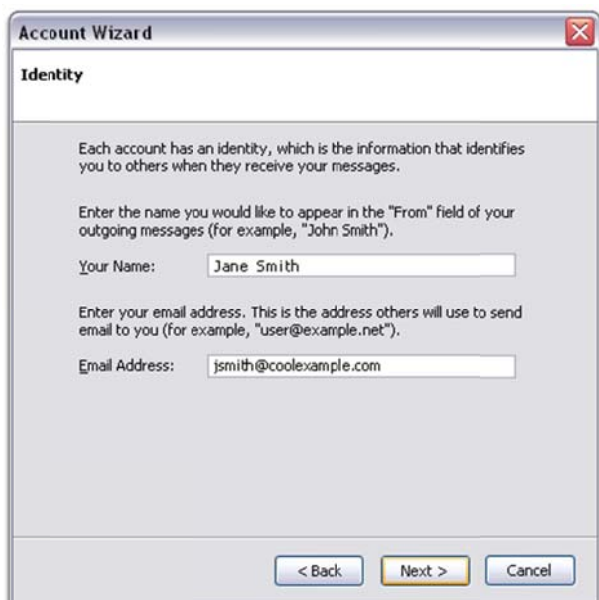 Account Wizard
Identity
Each account has an identity, which is the information that identifies
you to others when they receive your messages.
Enter the name you would like to appear in the "From" field of your
outgoing messages (for example, "John Smith").
Your Name: Jane Smith
Enter your email address. This is the address others will use to send
email to you (for example, "user@example.net").
Email Address: jsmith@coolexample.com
< Back Next > Cancel